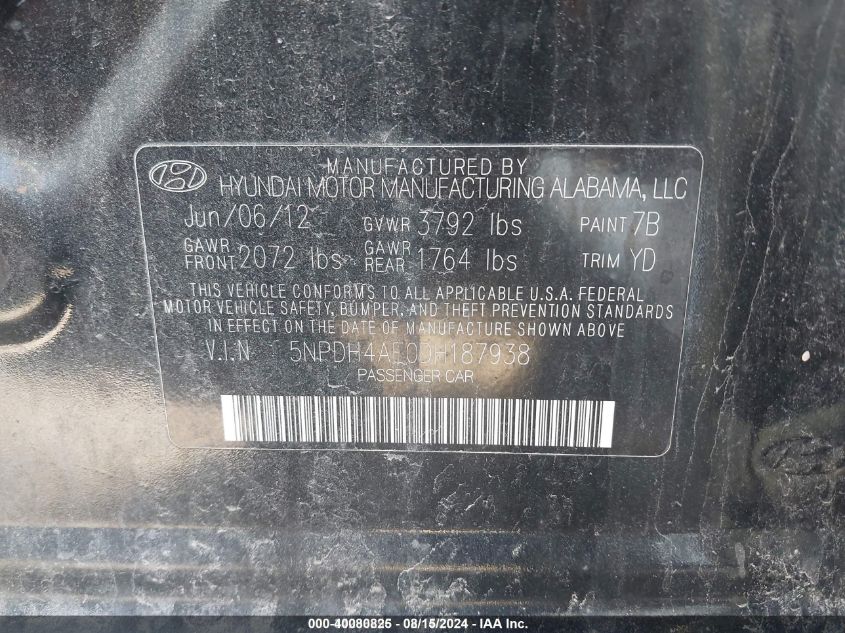 MANUFACTURED BY
HYUNDAI MOTOR MANUFACTURING ALABAMA, LLC
Jun/06/12 GVWR 3792 lbs PAINT 7B
GAWR FRONT 2072 lbs GAWR REAR 1764 lbs TRIM YD
THIS VEHICLE CONFORMS TO ALL APPLICABLE U.S.A. FEDERAL
MOTOR VEHICLE SAFETY, BUMPER, AND THEFT PREVENTION STANDARDS
IN EFFECT ON THE DATE OF MANUFACTURE SHOWN ABOVE
V.I.N 5NPDH4AE0DH187938
PASSENGER CAR
000-40080825 - 08/15/2024 - © IAA, Inc.